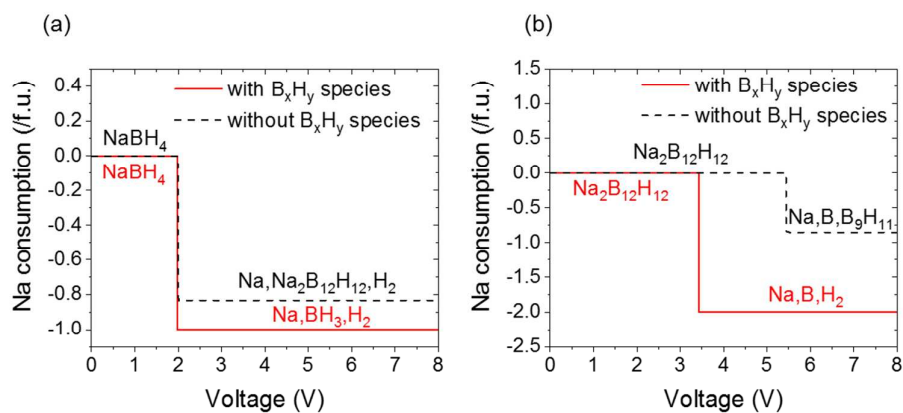 (a)
Na consumption (/f.u.)
0.4
0.2
0.0
-0.2
-0.4
-0.6
-0.8
-1.0
with BₓHᵧ species
without BₓHᵧ species
NaBH₄
NaBH₄
Na,Na₂B₁₂H₁₂,H₂
Na,BH₃,H₂
0 1 2 3 4 5 6 7 8
Voltage (V)
(b)
Na consumption (/f.u.)
1.5
1.0
0.5
0.0
-0.5
-1.0
-1.5
-2.0
-2.5
with BₓHᵧ species
without BₓHᵧ species
Na₂B₁₂H₁₂
Na₂B₁₂H₁₂
Na,B,B₉H₁₁
Na,B,H₂
0 1 2 3 4 5 6 7 8
Voltage (V)